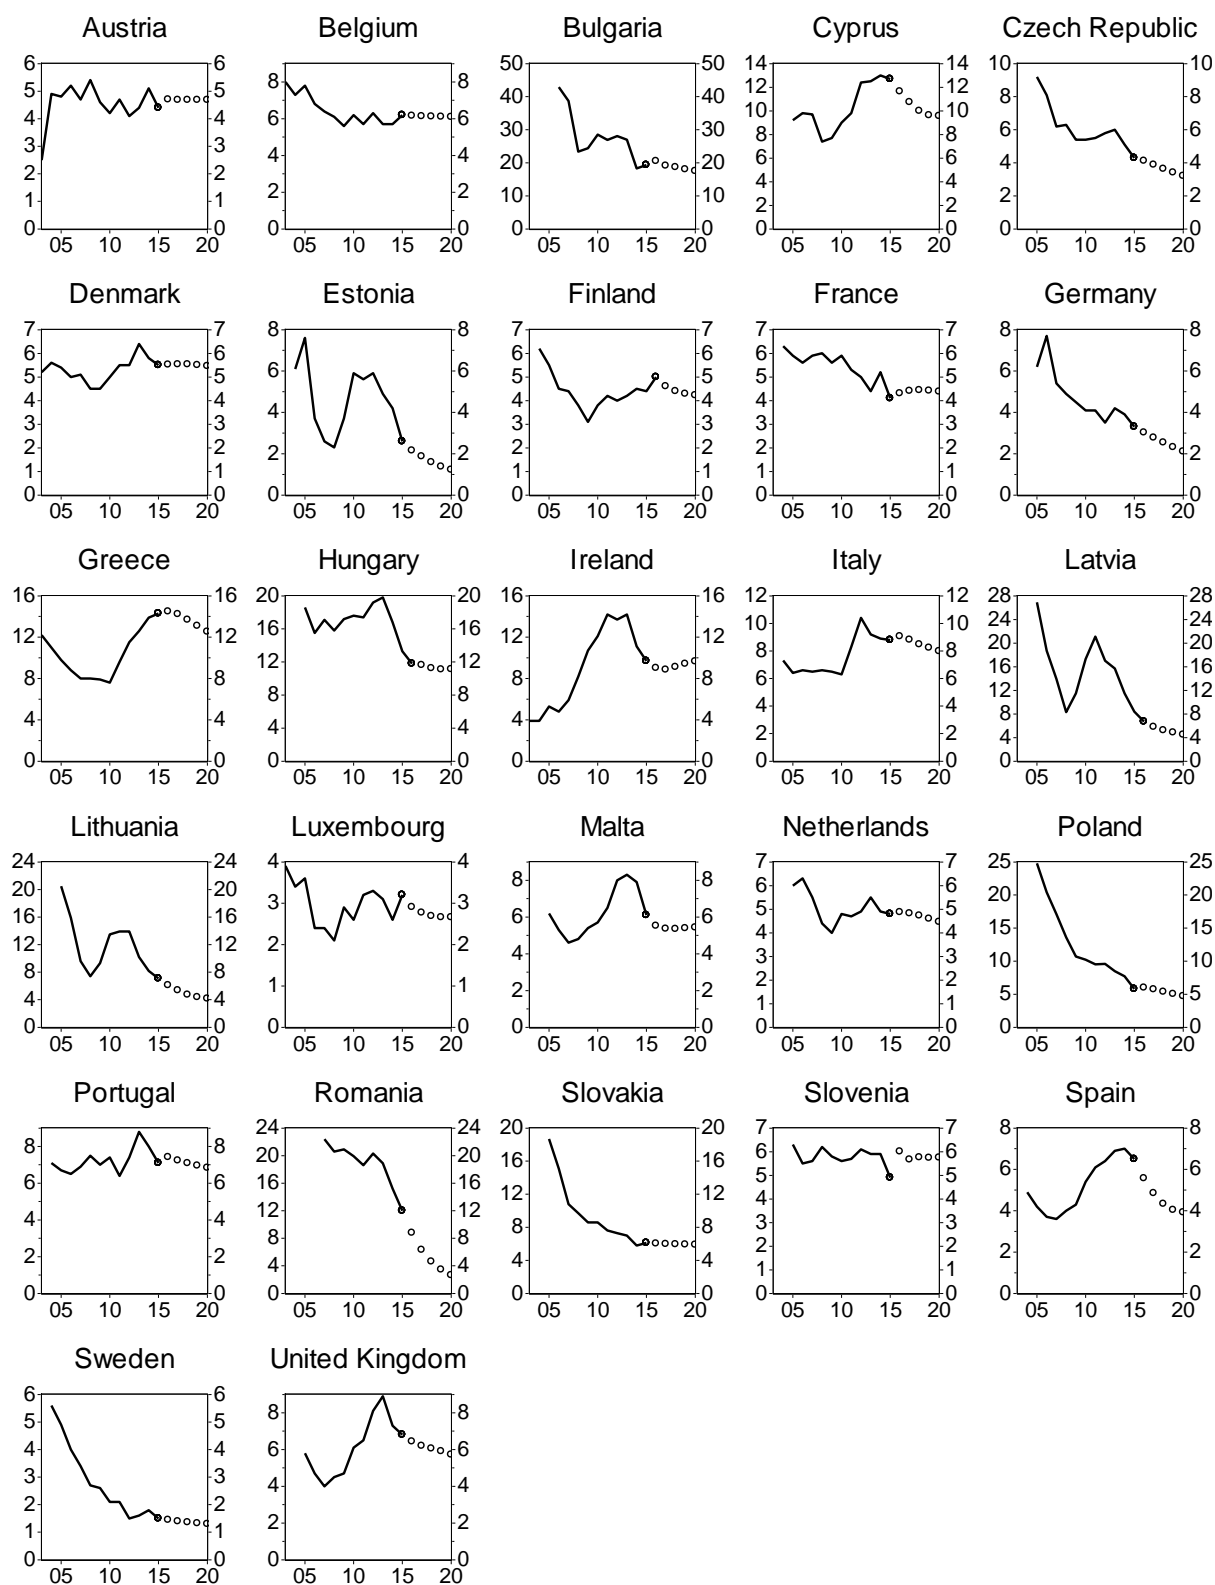 Austria
6 5 4 3 2 1 0
6 5 4 3 2 1 0
05 10 15 20
Belgium
8 6 4 2 0
8 6 4 2 0
05 10 15 20
Bulgaria
50 40 30 20 10 0
50 40 30 20 10 0
05 10 15 20
Cyprus
14 12 10 8 6 4 2 0
14 12 10 8 6 4 2 0
05 10 15 20
Czech Republic
10 8 6 4 2 0
10 8 6 4 2 0
05 10 15 20
Denmark
7 6 5 4 3 2 1 0
7 6 5 4 3 2 1 0
05 10 15 20
Estonia
8 6 4 2 0
8 6 4 2 0
05 10 15 20
Finland
7 6 5 4 3 2 1 0
7 6 5 4 3 2 1 0
05 10 15 20
France
7 6 5 4 3 2 1 0
7 6 5 4 3 2 1 0
05 10 15 20
Germany
8 6 4 2 0
8 6 4 2 0
05 10 15 20
Greece
16 12 8 4 0
16 12 8 4 0
05 10 15 20
Hungary
20 16 12 8 4 0
20 16 12 8 4 0
05 10 15 20
Ireland
16 12 8 4 0
16 12 8 4 0
05 10 15 20
Italy
12 10 8 6 4 2 0
12 10 8 6 4 2 0
05 10 15 20
Latvia
28 24 20 16 12 8 4 0
28 24 20 16 12 8 4 0
05 10 15 20
Lithuania
24 20 16 12 8 4 0
24 20 16 12 8 4 0
05 10 15 20
Luxembourg
4 3 2 1 0
4 3 2 1 0
05 10 15 20
Malta
8 6 4 2 0
8 6 4 2 0
05 10 15 20
Netherlands
7 6 5 4 3 2 1 0
7 6 5 4 3 2 1 0
05 10 15 20
Poland
25 20 15 10 5 0
25 20 15 10 5 0
05 10 15 20
Portugal
8 6 4 2 0
8 6 4 2 0
05 10 15 20
Romania
24 20 16 12 8 4 0
24 20 16 12 8 4 0
05 10 15 20
Slovakia
20 16 12 8 4 0
20 16 12 8 4 0
05 10 15 20
Slovenia
7 6 5 4 3 2 1 0
7 6 5 4 3 2 1 0
05 10 15 20
Spain
8 6 4 2 0
8 6 4 2 0
05 10 15 20
Sweden
6 5 4 3 2 1 0
6 5 4 3 2 1 0
05 10 15 20
United Kingdom
8 6 4 2 0
8 6 4 2 0
05 10 15 20